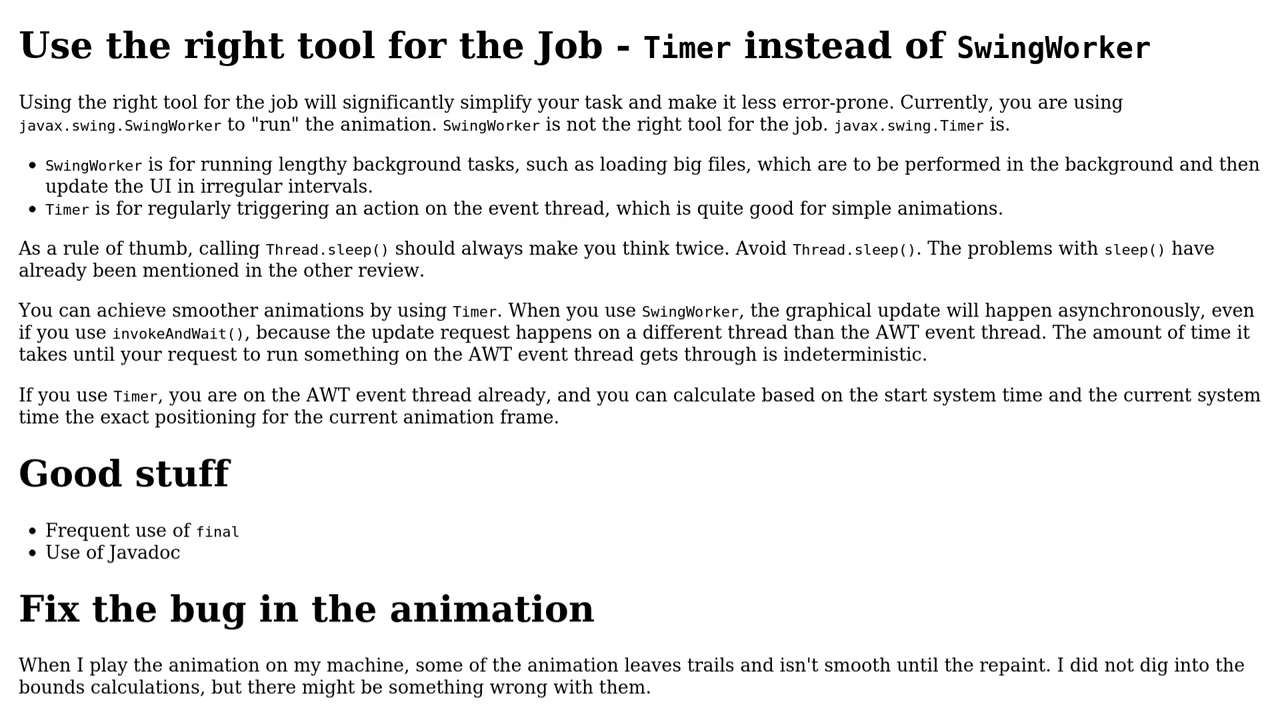 Use the right tool for the Job - Timer instead of SwingWorker
Using the right tool for the job will significantly simplify your task and make it less error-prone. Currently, you are using
javax.swing.SwingWorker to "run" the animation. SwingWorker is not the right tool for the job. javax.swing.Timer is.
• SwingWorker is for running lengthy background tasks, such as loading big files, which are to be performed in the background and then
update the UI in irregular intervals.
• Timer is for regularly triggering an action on the event thread, which is quite good for simple animations.
As a rule of thumb, calling Thread.sleep() should always make you think twice. Avoid Thread.sleep(). The problems with sleep() have
already been mentioned in the other review.
You can achieve smoother animations by using Timer. When you use SwingWorker, the graphical update will happen asynchronously, even
if you use invokeAndWait(), because the update request happens on a different thread than the AWT event thread. The amount of time it
takes until your request to run something on the AWT event thread gets through is indeterministic.
If you use Timer, you are on the AWT event thread already, and you can calculate based on the start system time and the current system
time the exact positioning for the current animation frame.
Good stuff
• Frequent use of final
• Use of Javadoc
Fix the bug in the animation
When I play the animation on my machine, some of the animation leaves trails and isn't smooth until the repaint. I did not dig into the
bounds calculations, but there might be something wrong with them.